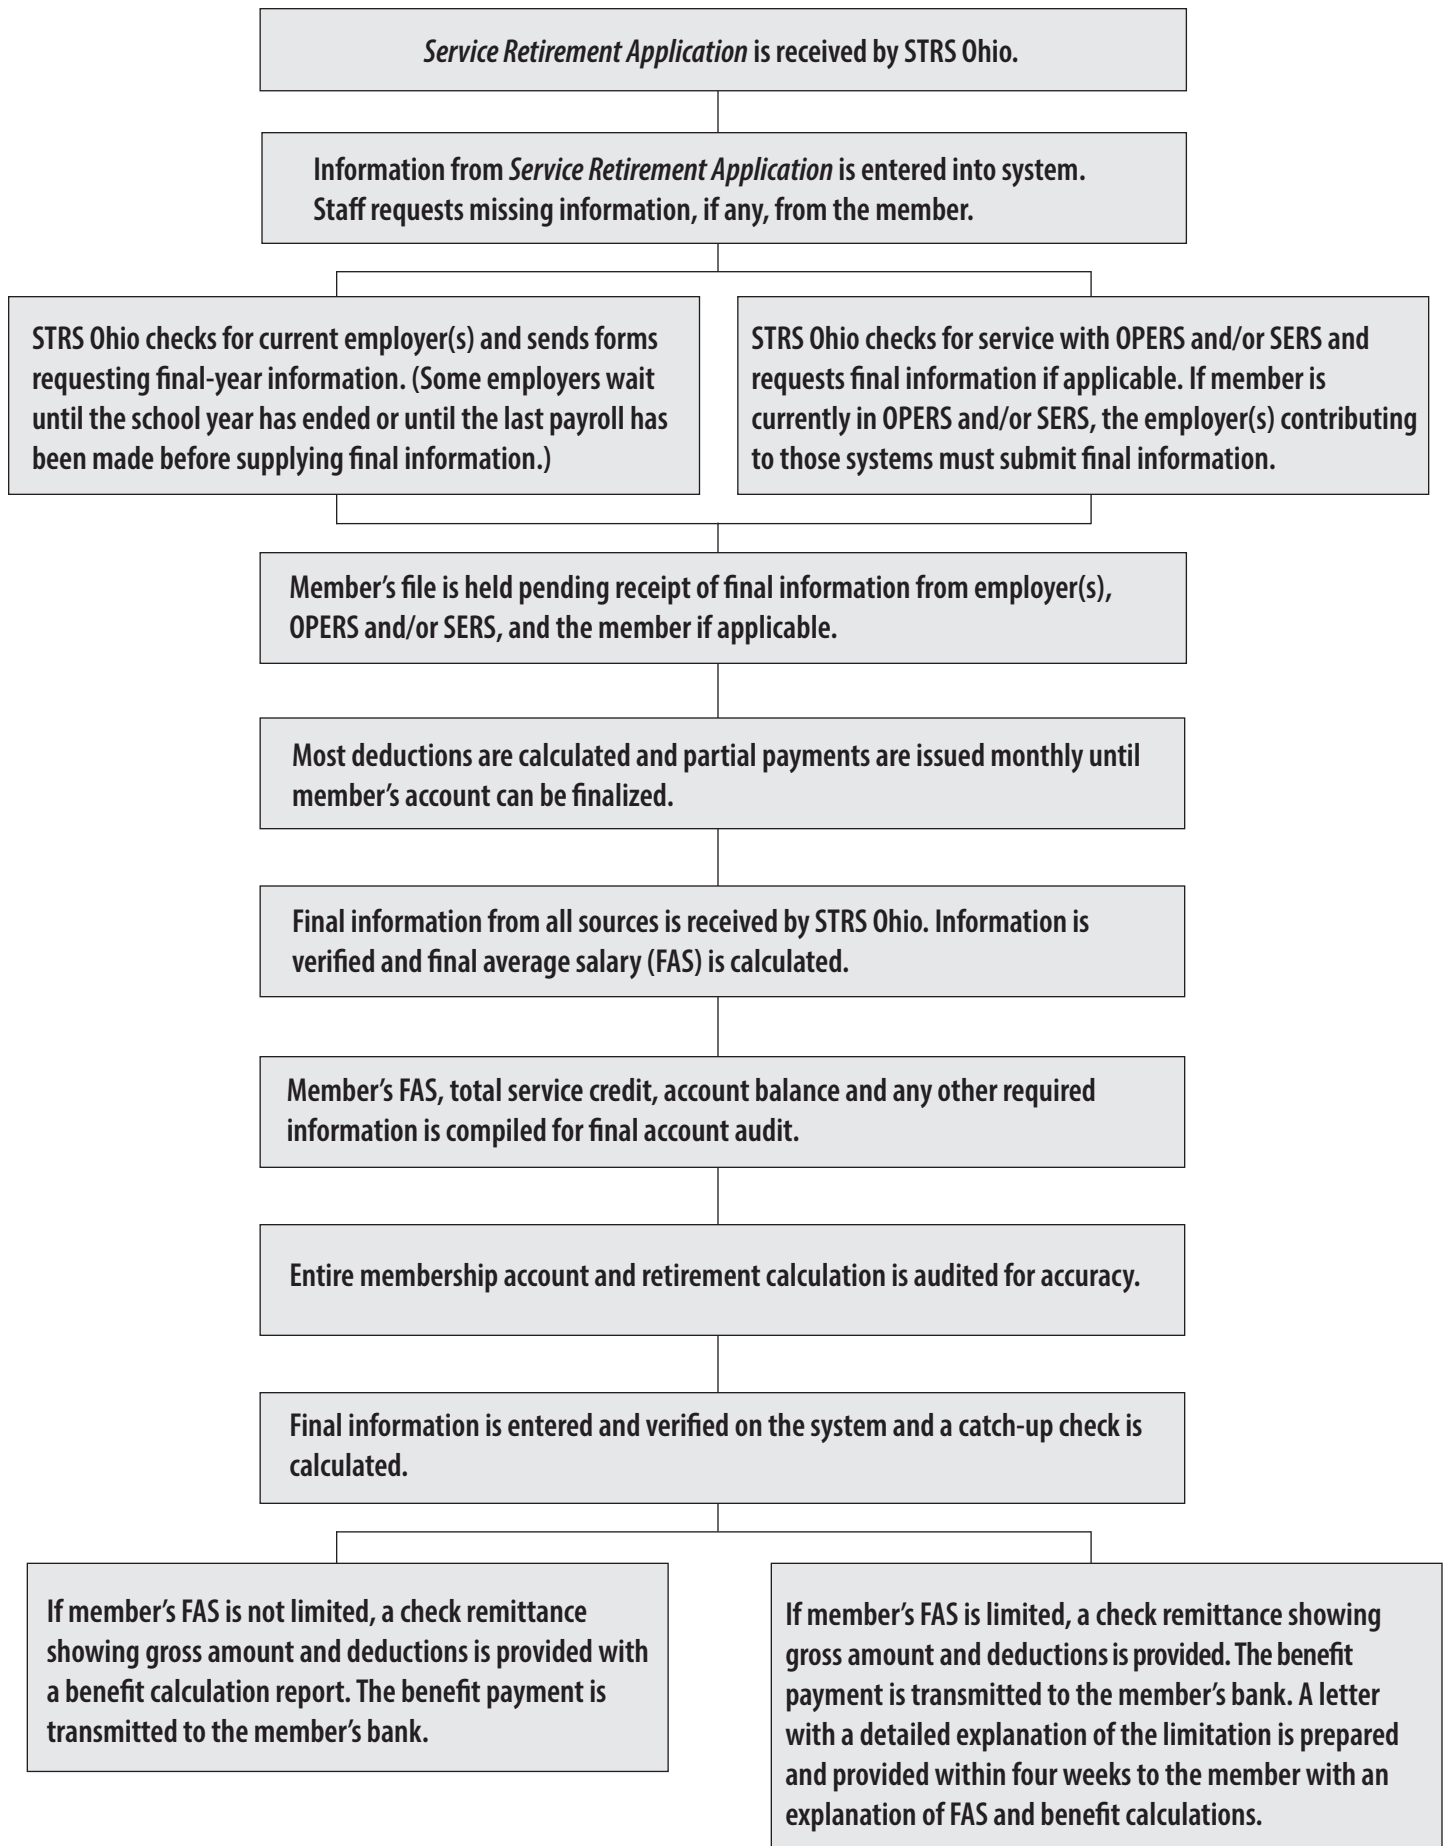 Service Retirement Application is received by STRS Ohio.
Information from Service Retirement Application is entered into system.
Staff requests missing information, if any, from the member.
STRS Ohio checks for current employer(s) and sends forms
requesting final-year information. (Some employers wait
until the school year has ended or until the last payroll has
been made before supplying final information.)
STRS Ohio checks for service with OPERS and/or SERS and
requests final information if applicable. If member is
currently in OPERS and/or SERS, the employer(s) contributing
to those systems must submit final information.
Member’s file is held pending receipt of final information from employer(s),
OPERS and/or SERS, and the member if applicable.
Most deductions are calculated and partial payments are issued monthly until
member’s account can be finalized.
Final information from all sources is received by STRS Ohio. Information is
verified and final average salary (FAS) is calculated.
Member’s FAS, total service credit, account balance and any other required
information is compiled for final account audit.
Entire membership account and retirement calculation is audited for accuracy.
Final information is entered and verified on the system and a catch-up check is
calculated.
If member’s FAS is not limited, a check remittance
showing gross amount and deductions is provided with
a benefit calculation report. The benefit payment is
transmitted to the member’s bank.
If member’s FAS is limited, a check remittance showing
gross amount and deductions is provided. The benefit
payment is transmitted to the member’s bank. A letter
with a detailed explanation of the limitation is prepared
and provided within four weeks to the member with an
explanation of FAS and benefit calculations.